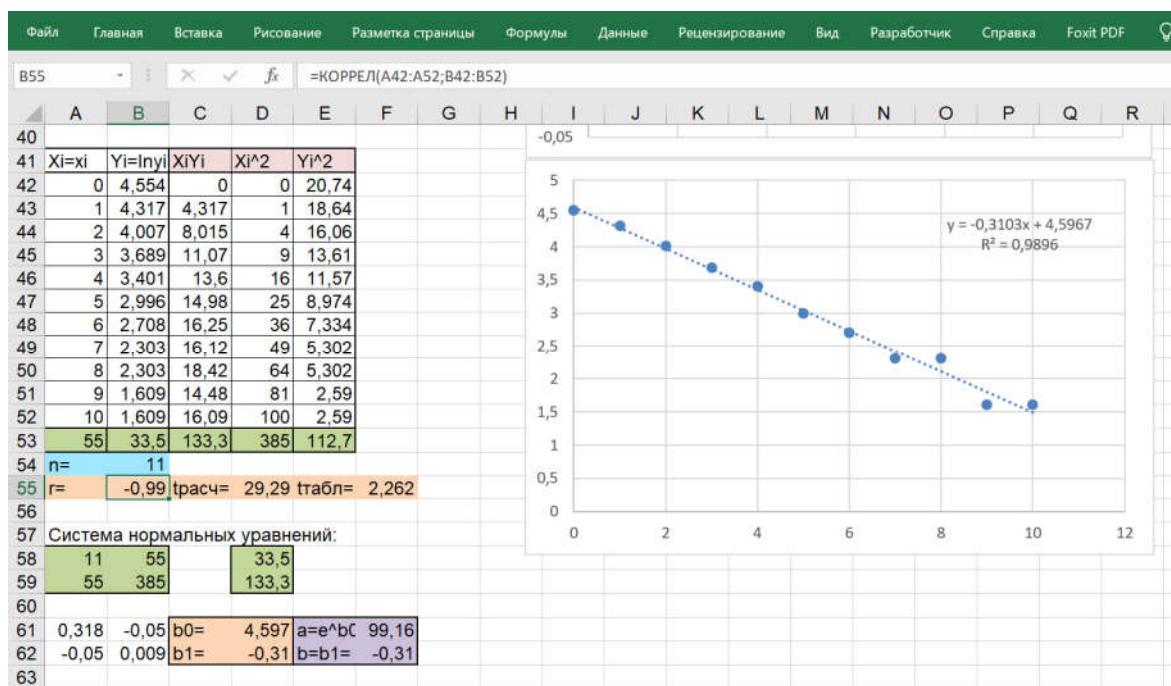 Файл Главная Вставка Рисование Разметка страницы Формулы Данные Рецензирование Вид Разработчик Справка Foxit PDF
B55 fx =КОРРЕЛ(A42:A52;B42:B52)
A B C D E F G H I J K L M N O P Q R
40
41 Xi=xi Yi=lnyi XiYi Xi^2 Yi^2
42 0 4,554 0 0 20,74
43 1 4,317 4,317 1 18,64
44 2 4,007 8,015 4 16,06
45 3 3,689 11,07 9 13,61
46 4 3,401 13,6 16 11,57
47 5 2,996 14,98 25 8,974
48 6 2,708 16,25 36 7,334
49 7 2,303 16,12 49 5,302
50 8 2,303 18,42 64 5,302
51 9 1,609 14,48 81 2,59
52 10 1,609 16,09 100 2,59
53 55 33,5 133,3 385 112,7
54 n= 11
55 r= -0,99 tрасч= 29,29 tтабл= 2,262
56
57 Система нормальных уравнений:
58 11 55 33,5
59 55 385 133,3
60
61 0,318 -0,05 b0= 4,597 a=e^b0 99,16
62 -0,05 0,009 b1= -0,31 b=b1= -0,31
63
-0,05
5
4,5
4
3,5
3
2,5
2
1,5
1
0,5
0
0 2 4 6 8 10 12
y = -0,3103x + 4,5967
R² = 0,9896